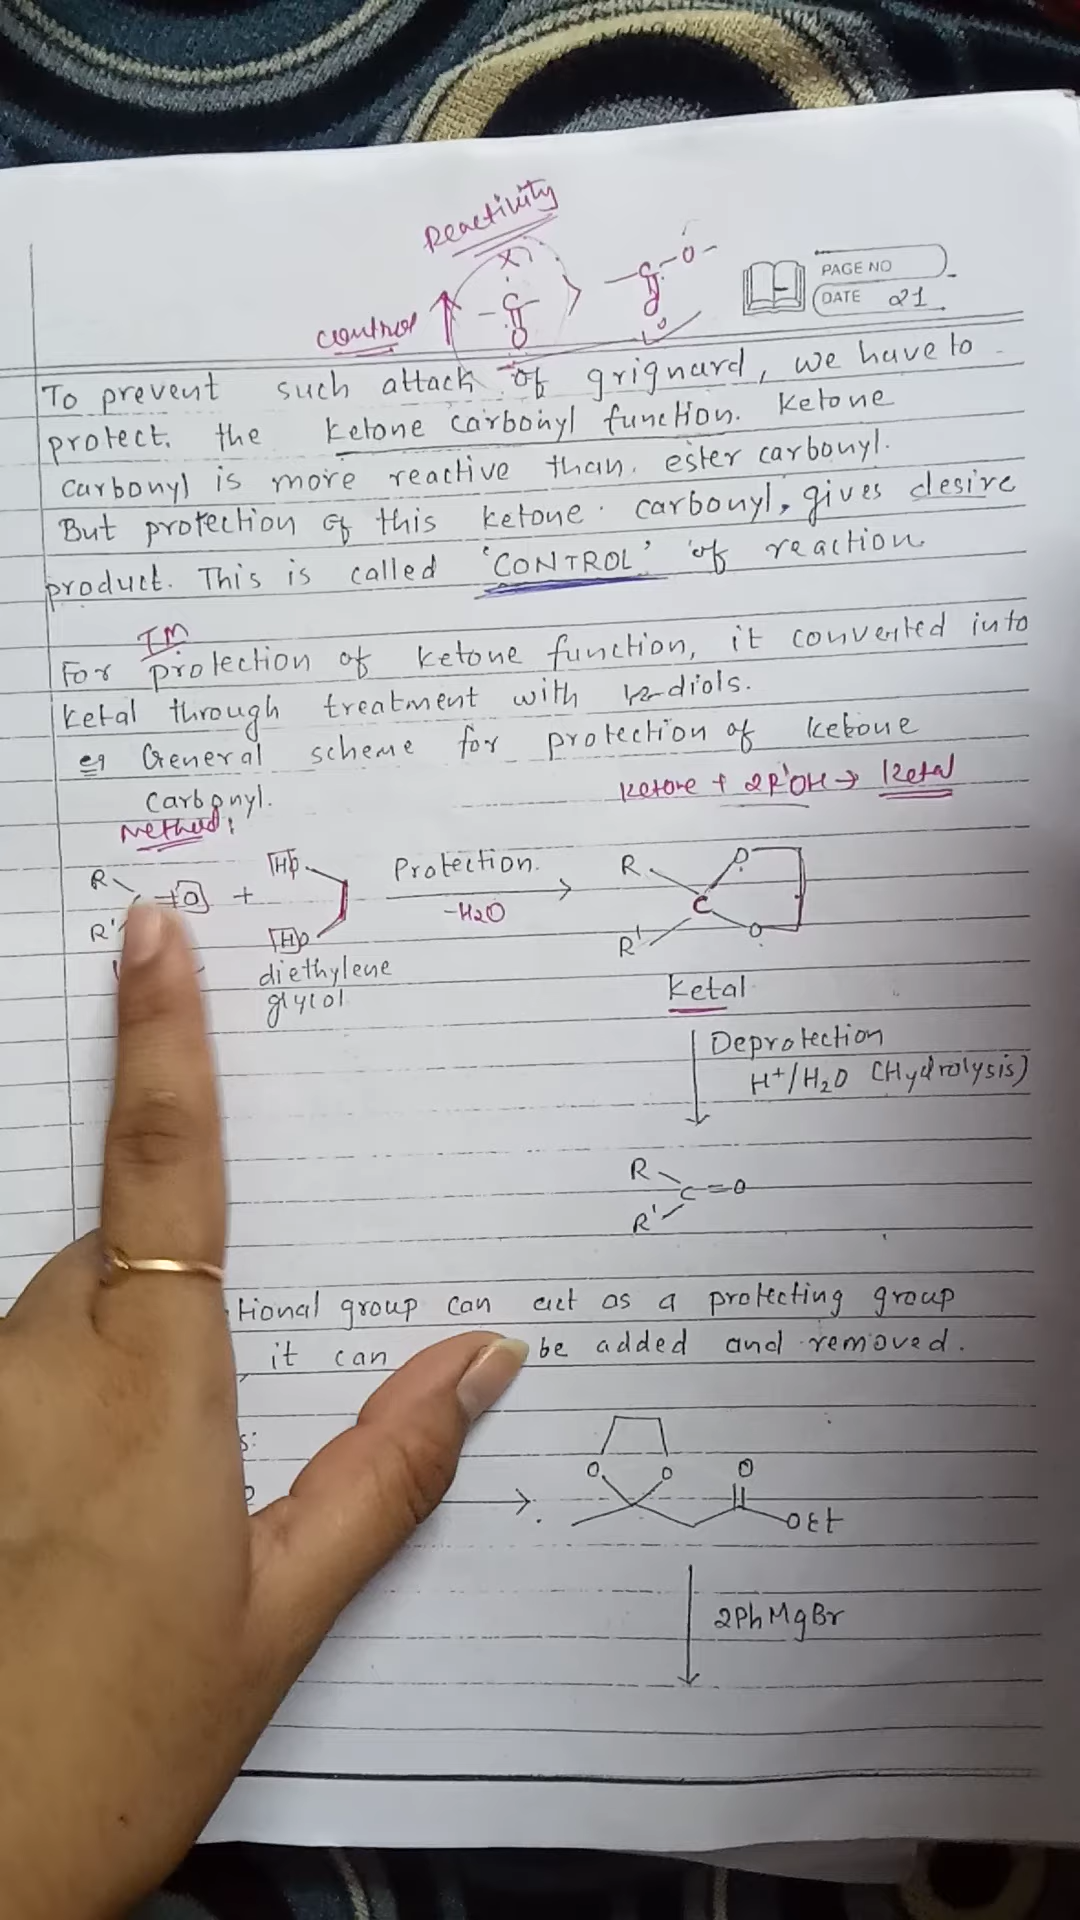 Reactivity
control
PAGE NO
DATE 21
To prevent such attack of grignard, we have to
protect. the ketone carbonyl function. Ketone
carbonyl is more reactive than. ester carbonyl.
But protection of this ketone. carbonyl, gives desire
product. This is called 'CONTROL' of reaction
IM
For protection of ketone function, it converted into
ketal through treatment with 1,2-diols.
eg General scheme for protection of ketone
carbonyl.
Ketone + 2R'OH → Ketal
Method:
R R' =O + HO HO Protection. -H2O R R' C O O
diethylene
glycol
Ketal
Deprotection
H+/H2O (Hydrolysis)
R R' C=O
tional group can act as a protecting group
it can be added and removed.
s:
O O O OEt
2PhMgBr